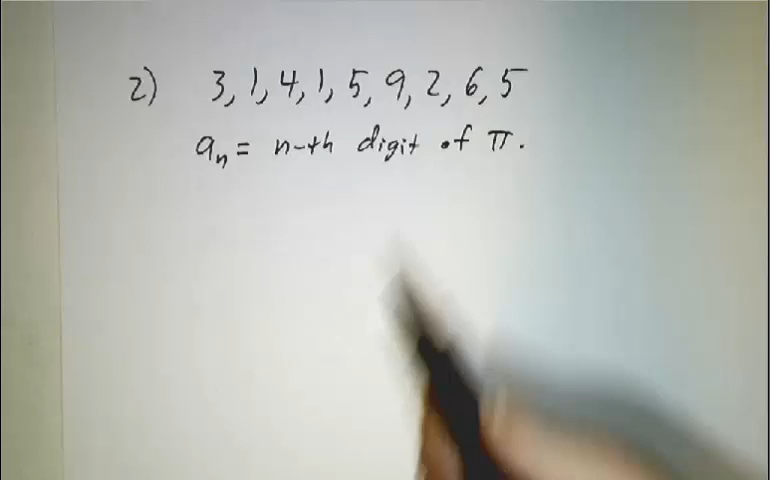 2) 3, 1, 4, 1, 5, 9, 2, 6, 5
aₙ = n-th digit of π.